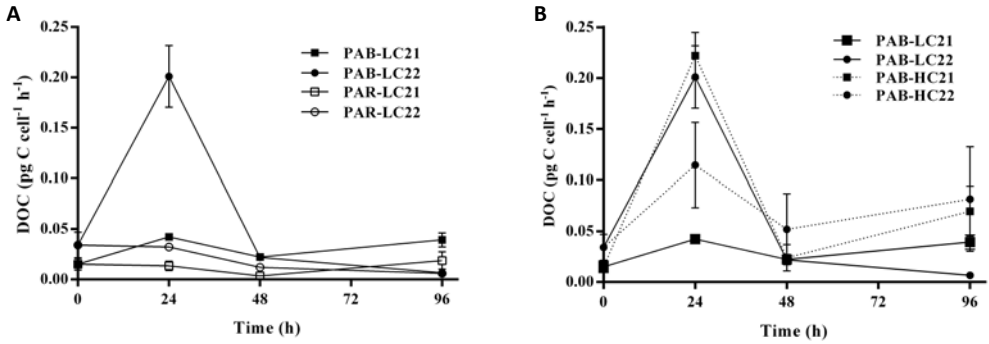 A
DOC (pg C cell⁻¹ h⁻¹)
0.25
0.20
0.15
0.10
0.05
0.00
0
24
48
72
96
Time (h)
PAB-LC21
PAB-LC22
PAR-LC21
PAR-LC22
B
DOC (pg C cell⁻¹ h⁻¹)
0.25
0.20
0.15
0.10
0.05
0.00
0
24
48
72
96
Time (h)
PAB-LC21
PAB-LC22
PAB-HC21
PAB-HC22